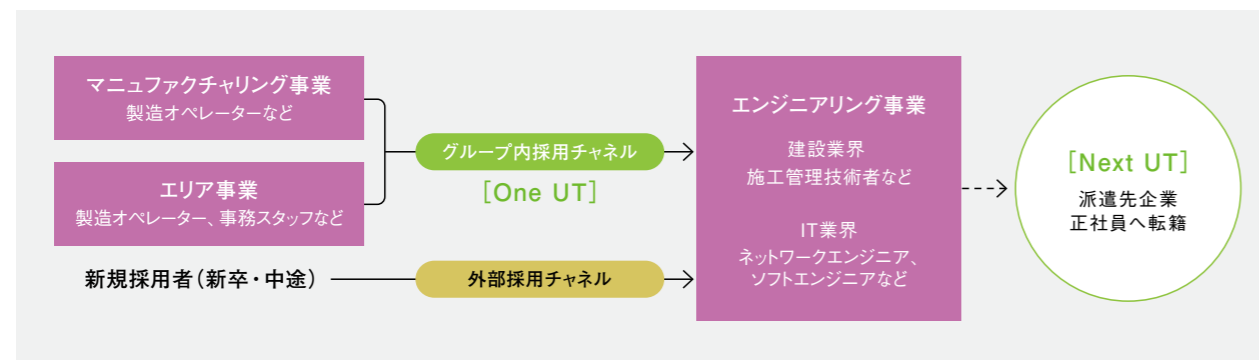 マニュファクチャリング事業
製造オペレーターなど
エリア事業
製造オペレーター、事務スタッフなど
新規採用者(新卒・中途)
グループ内採用チャネル
[One UT]
外部採用チャネル
エンジニアリング事業
建設業界
施工管理技術者など
IT業界
ネットワークエンジニア、
ソフトエンジニアなど
[Next UT]
派遣先企業
正社員へ転籍